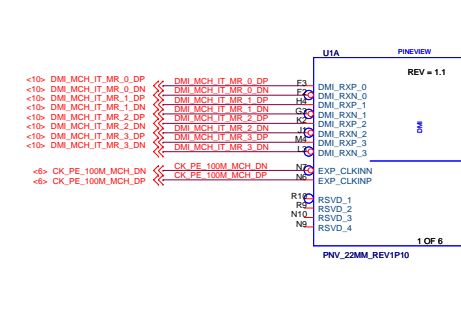 U1A PINEVIEW
REV = 1.1
<10> DMI_MCH_IT_MR_0_DP DMI_MCH_IT_MR_0_DP F3 DMI_RXP_0
<10> DMI_MCH_IT_MR_0_DN DMI_MCH_IT_MR_0_DN F2 DMI_RXN_0
<10> DMI_MCH_IT_MR_1_DP DMI_MCH_IT_MR_1_DP H4 DMI_RXP_1
<10> DMI_MCH_IT_MR_1_DN DMI_MCH_IT_MR_1_DN G3 DMI_RXN_1
<10> DMI_MCH_IT_MR_2_DP DMI_MCH_IT_MR_2_DP K2 DMI_RXP_2
<10> DMI_MCH_IT_MR_2_DN DMI_MCH_IT_MR_2_DN J1 DMI_RXN_2
<10> DMI_MCH_IT_MR_3_DP DMI_MCH_IT_MR_3_DP M4 DMI_RXP_3
<10> DMI_MCH_IT_MR_3_DN DMI_MCH_IT_MR_3_DN L3 DMI_RXN_3
DMI
<6> CK_PE_100M_MCH_DN CK_PE_100M_MCH_DN N7 EXP_CLKINN
<6> CK_PE_100M_MCH_DP CK_PE_100M_MCH_DP N6 EXP_CLKINP
R10 RSVD_1
R9 RSVD_2
N10 RSVD_3
N9 RSVD_4
1 OF 6
PNV_22MM_REV1P10